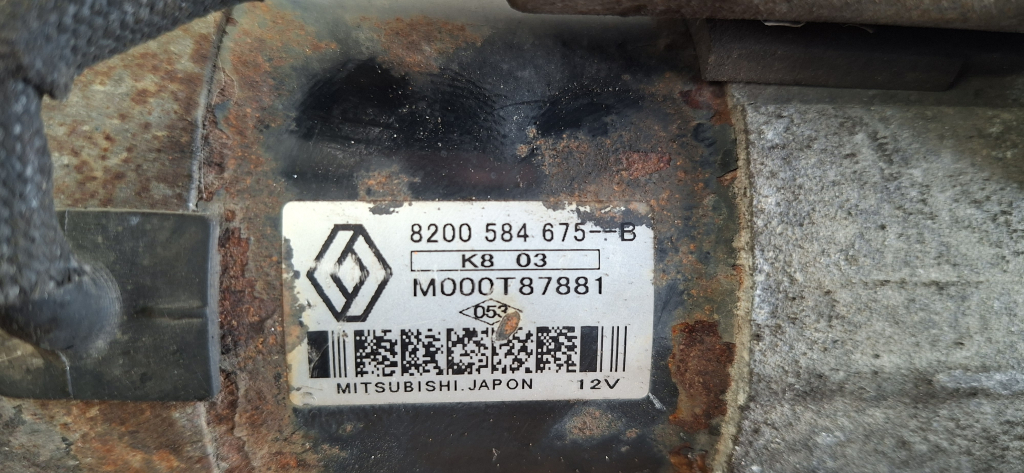 8200 584 675--B
K8 03
M000T87881
D53
MITSUBISHI.JAPON 12V